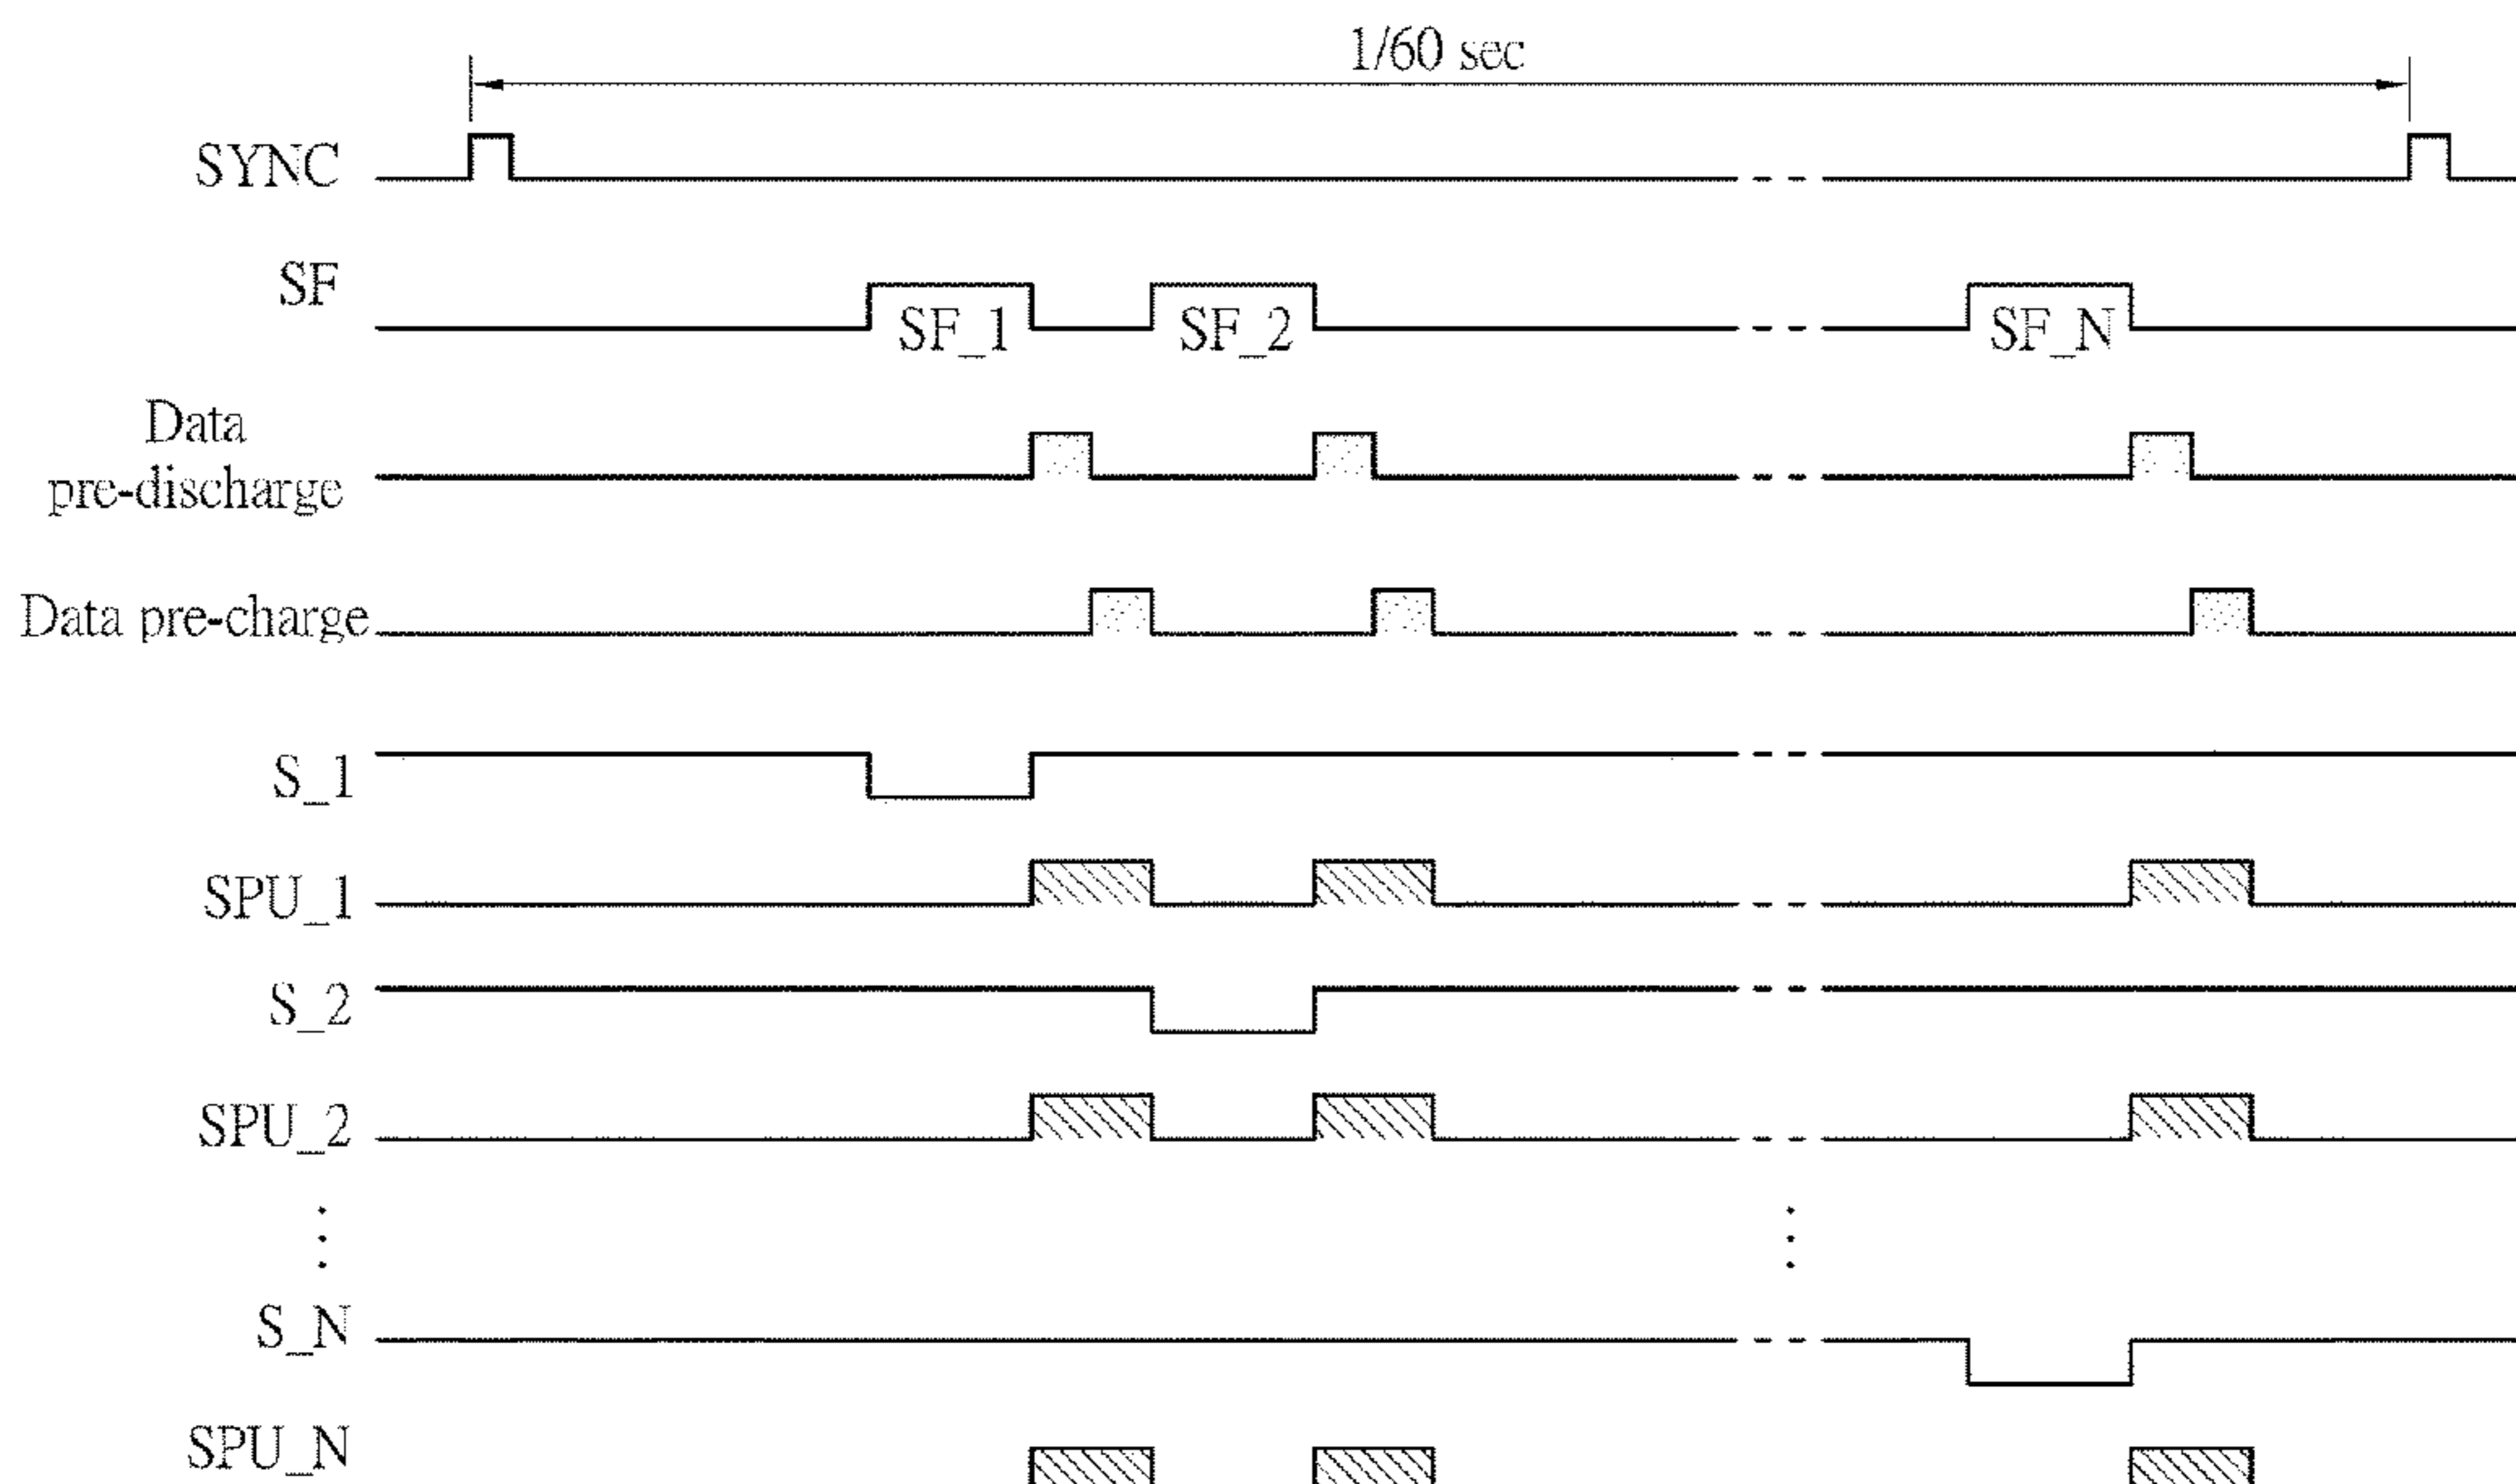 1/60 sec
SYNC
SF
SF_1
SF_2
SF_N
Data
pre-discharge
Data pre-charge
S_1
SPU_1
S_2
SPU_2
S_N
SPU_N